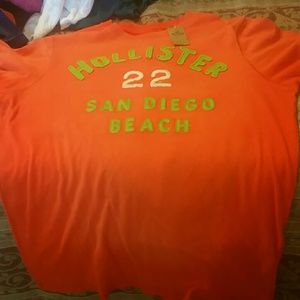 HOLLISTER
22
SAN DIEGO
BEACH